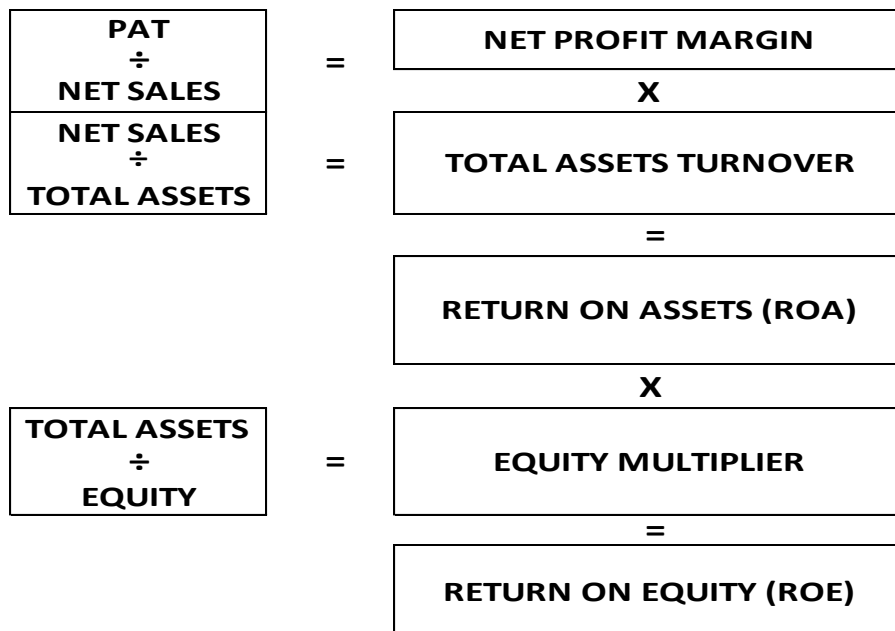 PAT
÷
NET SALES
=
NET PROFIT MARGIN
X
NET SALES
÷
TOTAL ASSETS
=
TOTAL ASSETS TURNOVER
=
RETURN ON ASSETS (ROA)
X
TOTAL ASSETS
÷
EQUITY
=
EQUITY MULTIPLIER
=
RETURN ON EQUITY (ROE)